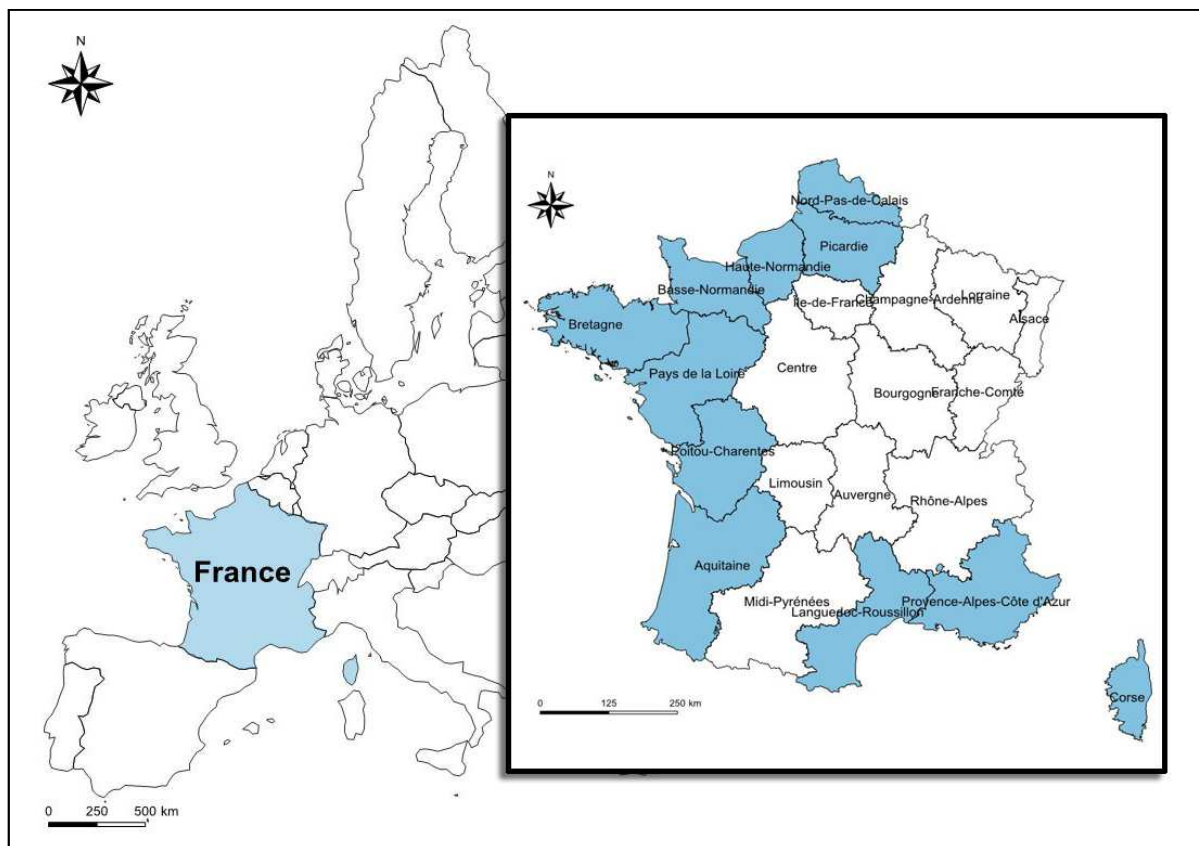 N
France
0 250 500 km
N
Nord-Pas-de-Calais
Picardie
Haute-Normandie
Basse-Normandie
Île-de-France
Champagne-Ardenne
Lorraine
Alsace
Bretagne
Pays de la Loire
Centre
Bourgogne
Franche-Comté
Poitou-Charentes
Limousin
Auvergne
Rhône-Alpes
Aquitaine
Midi-Pyrénées
Languedoc-Roussillon
Provence-Alpes-Côte d'Azur
Corse
0 125 250 km